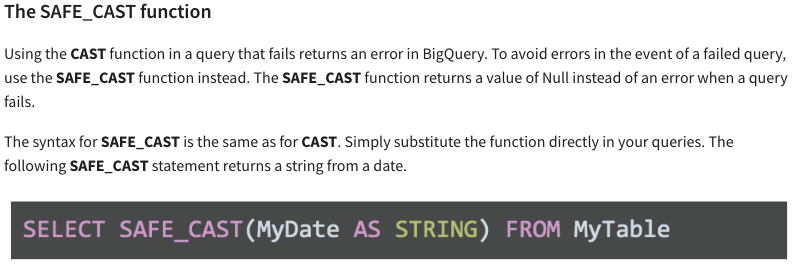 The SAFE_CAST function
Using the CAST function in a query that fails returns an error in BigQuery. To avoid errors in the event of a failed query,
use the SAFE_CAST function instead. The SAFE_CAST function returns a value of Null instead of an error when a query
fails.
The syntax for SAFE_CAST is the same as for CAST. Simply substitute the function directly in your queries. The
following SAFE_CAST statement returns a string from a date.
SELECT SAFE_CAST(MyDate AS STRING) FROM MyTable